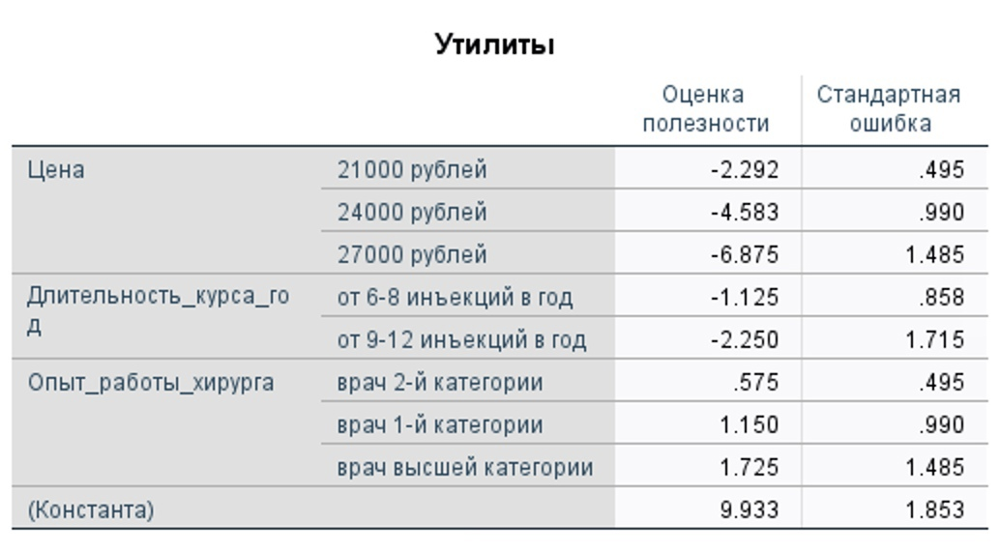 Утилиты
Оценка полезности Стандартная ошибка
Цена 21000 рублей -2.292 .495
24000 рублей -4.583 .990
27000 рублей -6.875 1.485
Длительность_курса_го
д
от 6-8 инъекций в год -1.125 .858
от 9-12 инъекций в год -2.250 1.715
Опыт_работы_хирурга врач 2-й категории .575 .495
врач 1-й категории 1.150 .990
врач высшей категории 1.725 1.485
(Константа) 9.933 1.853